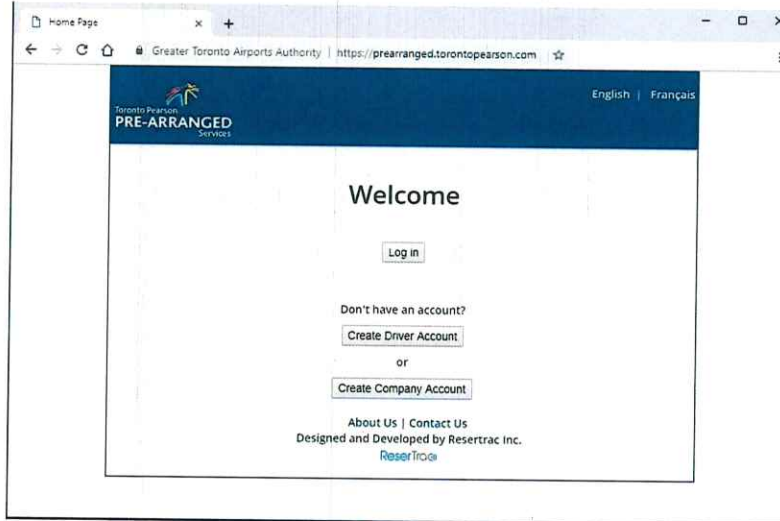 Home Page
Greater Toronto Airports Authority | https://prearranged.torontopearson.com
English | Français
Toronto Pearson
PRE-ARRANGED
Services
Welcome
Log in
Don't have an account?
Create Driver Account
or
Create Company Account
About Us | Contact Us
Designed and Developed by Resertrac Inc.
ReserTrac